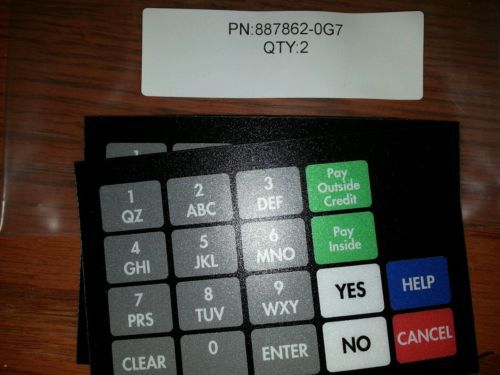 PN:887862-0G7
QTY:2
1
1
QZ
2
ABC
3
DEF
Pay
Outside
Credit
4
GHI
5
JKL
6
MNO
Pay
Inside
7
PRS
8
TUV
9
WXY
YES
HELP
CLEAR
0
ENTER
NO
CANCEL